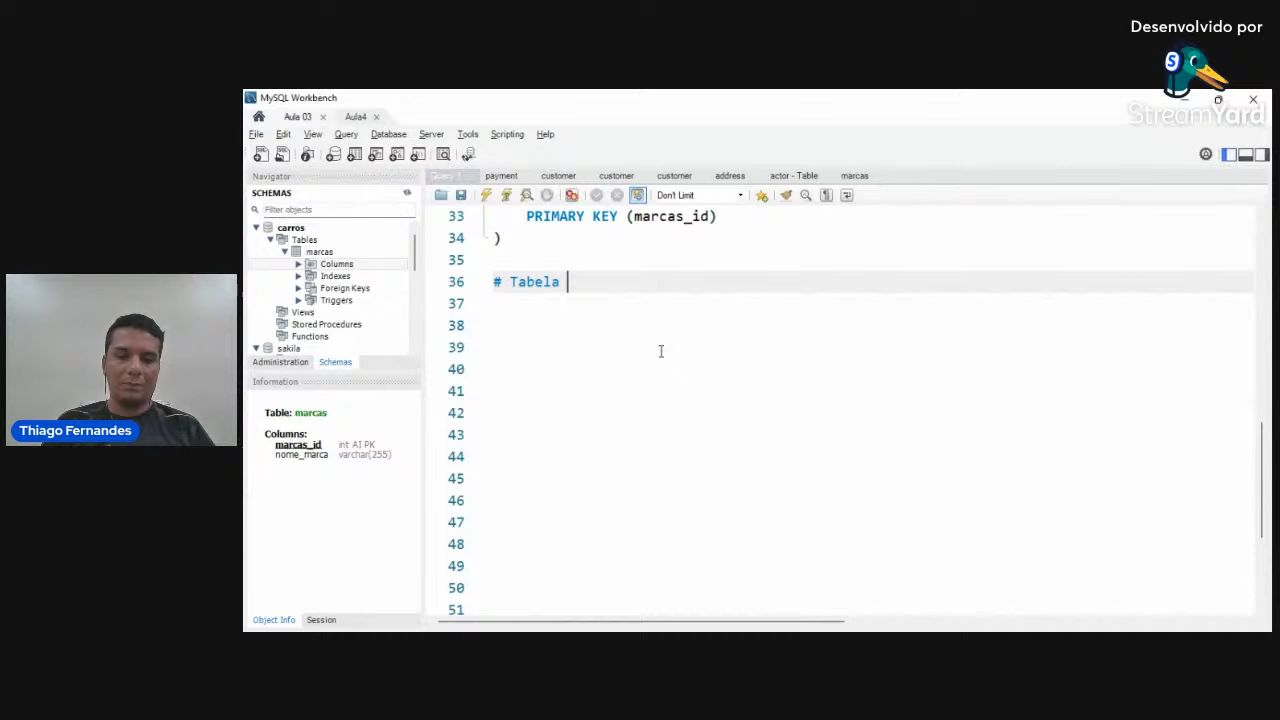 Desenvolvido por
StreamYard
MySQL Workbench
Aula 03
Aula4
File Edit View Query Database Server Tools Scripting Help
Navigator
Query 1 payment customer customer customer address actor - Table marcas
SCHEMAS
Don't Limit
Filter objects
carros
Tables
marcas
Columns
Indexes
Foreign Keys
Triggers
Views
Stored Procedures
Functions
sakila
Administration Schemas
Information
Table: marcas
Columns:
marcas_id int AI PK
nome_marca varchar(255)
Object Info Session
33 PRIMARY KEY (marcas_id)
34 )
35
36 # Tabela
37
38
39
40
41
42
43
44
45
46
47
48
49
50
51
Thiago Fernandes